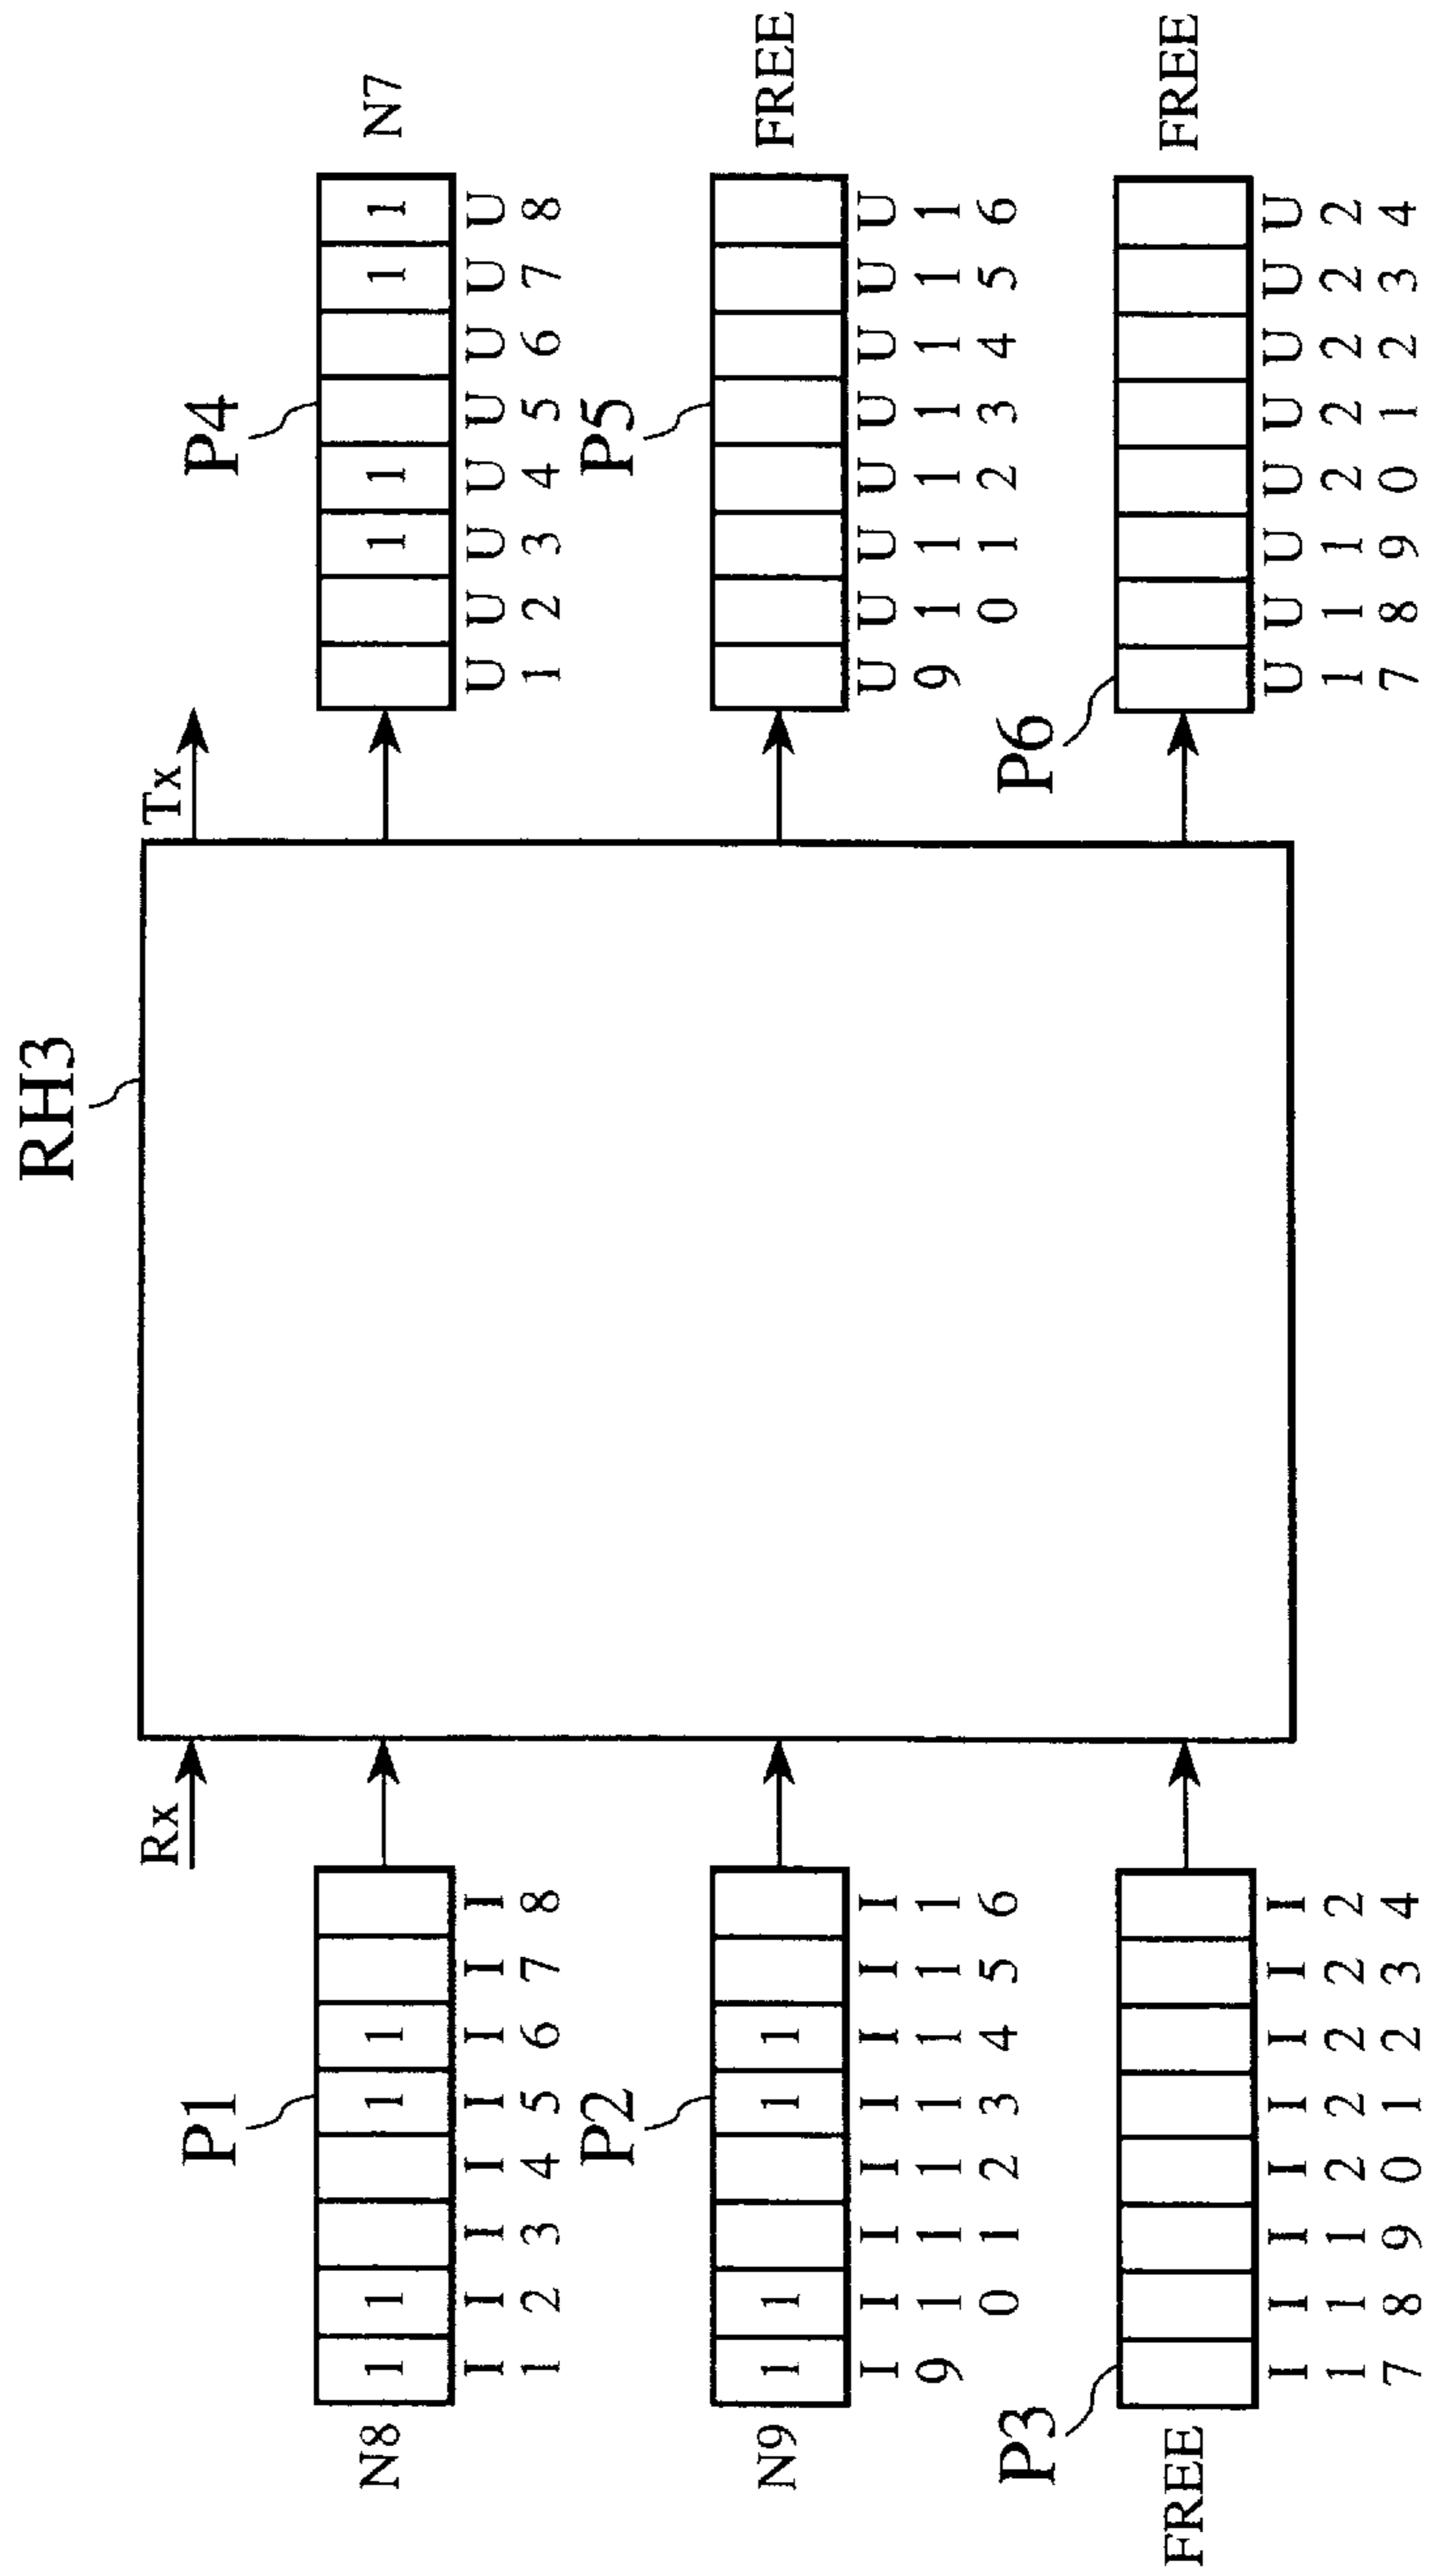 RH3
Rx
Tx
P1
N8
1 1 1 1
I1 I2 I3 I4 I5 I6 I7 I8
P4
N7
1 1 1 1
U1 U2 U3 U4 U5 U6 U7 U8
P2
N9
1 1 1 1
I9 I10 I11 I12 I13 I14 I15 I16
P5
FREE
U9 U10 U11 U12 U13 U14 U15 U16
P3
FREE
I17 I18 I19 I20 I21 I22 I23 I24
P6
FREE
U17 U18 U19 U20 U21 U22 U23 U24